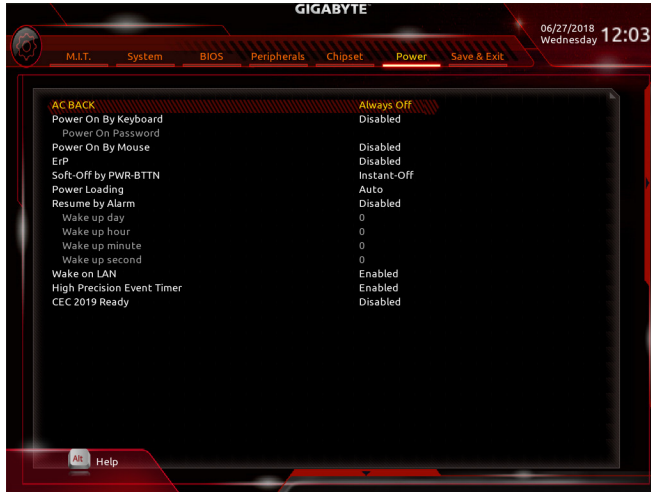 GIGABYTE™
06/27/2018
Wednesday 12:03
M.I.T. System BIOS Peripherals Chipset Power Save & Exit
AC BACK Always Off
Power On By Keyboard Disabled
Power On Password
Power On By Mouse Disabled
ErP Disabled
Soft-Off by PWR-BTTN Instant-Off
Power Loading Auto
Resume by Alarm Disabled
Wake up day 0
Wake up hour 0
Wake up minute 0
Wake up second 0
Wake on LAN Enabled
High Precision Event Timer Enabled
CEC 2019 Ready Disabled
Alt Help